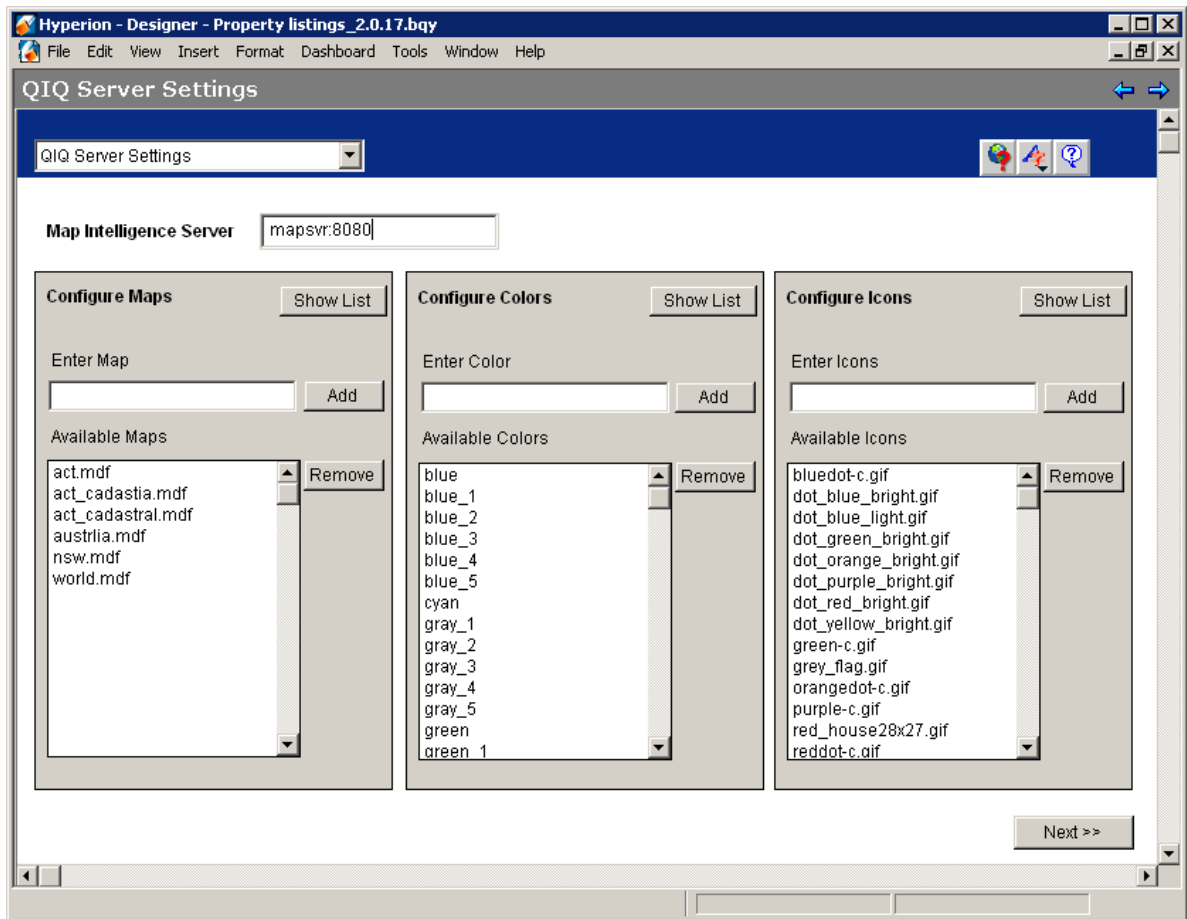 Hyperion - Designer - Property listings_2.0.17.bqy
File Edit View Insert Format Dashboard Tools Window Help
QIQ Server Settings
QIQ Server Settings
Map Intelligence Server
mapsvr:8080
Configure Maps
Show List
Enter Map
Add
Available Maps
act.mdf
act_cadastia.mdf
act_cadastral.mdf
austrlia.mdf
nsw.mdf
world.mdf
Remove
Configure Colors
Show List
Enter Color
Add
Available Colors
blue
blue_1
blue_2
blue_3
blue_4
blue_5
cyan
gray_1
gray_2
gray_3
gray_4
gray_5
green
green_1
Remove
Configure Icons
Show List
Enter Icons
Add
Available Icons
bluedot-c.gif
dot_blue_bright.gif
dot_blue_light.gif
dot_green_bright.gif
dot_orange_bright.gif
dot_purple_bright.gif
dot_red_bright.gif
dot_yellow_bright.gif
green-c.gif
grey_flag.gif
orangedot-c.gif
purple-c.gif
red_house28x27.gif
reddot-c.gif
Remove
Next >>